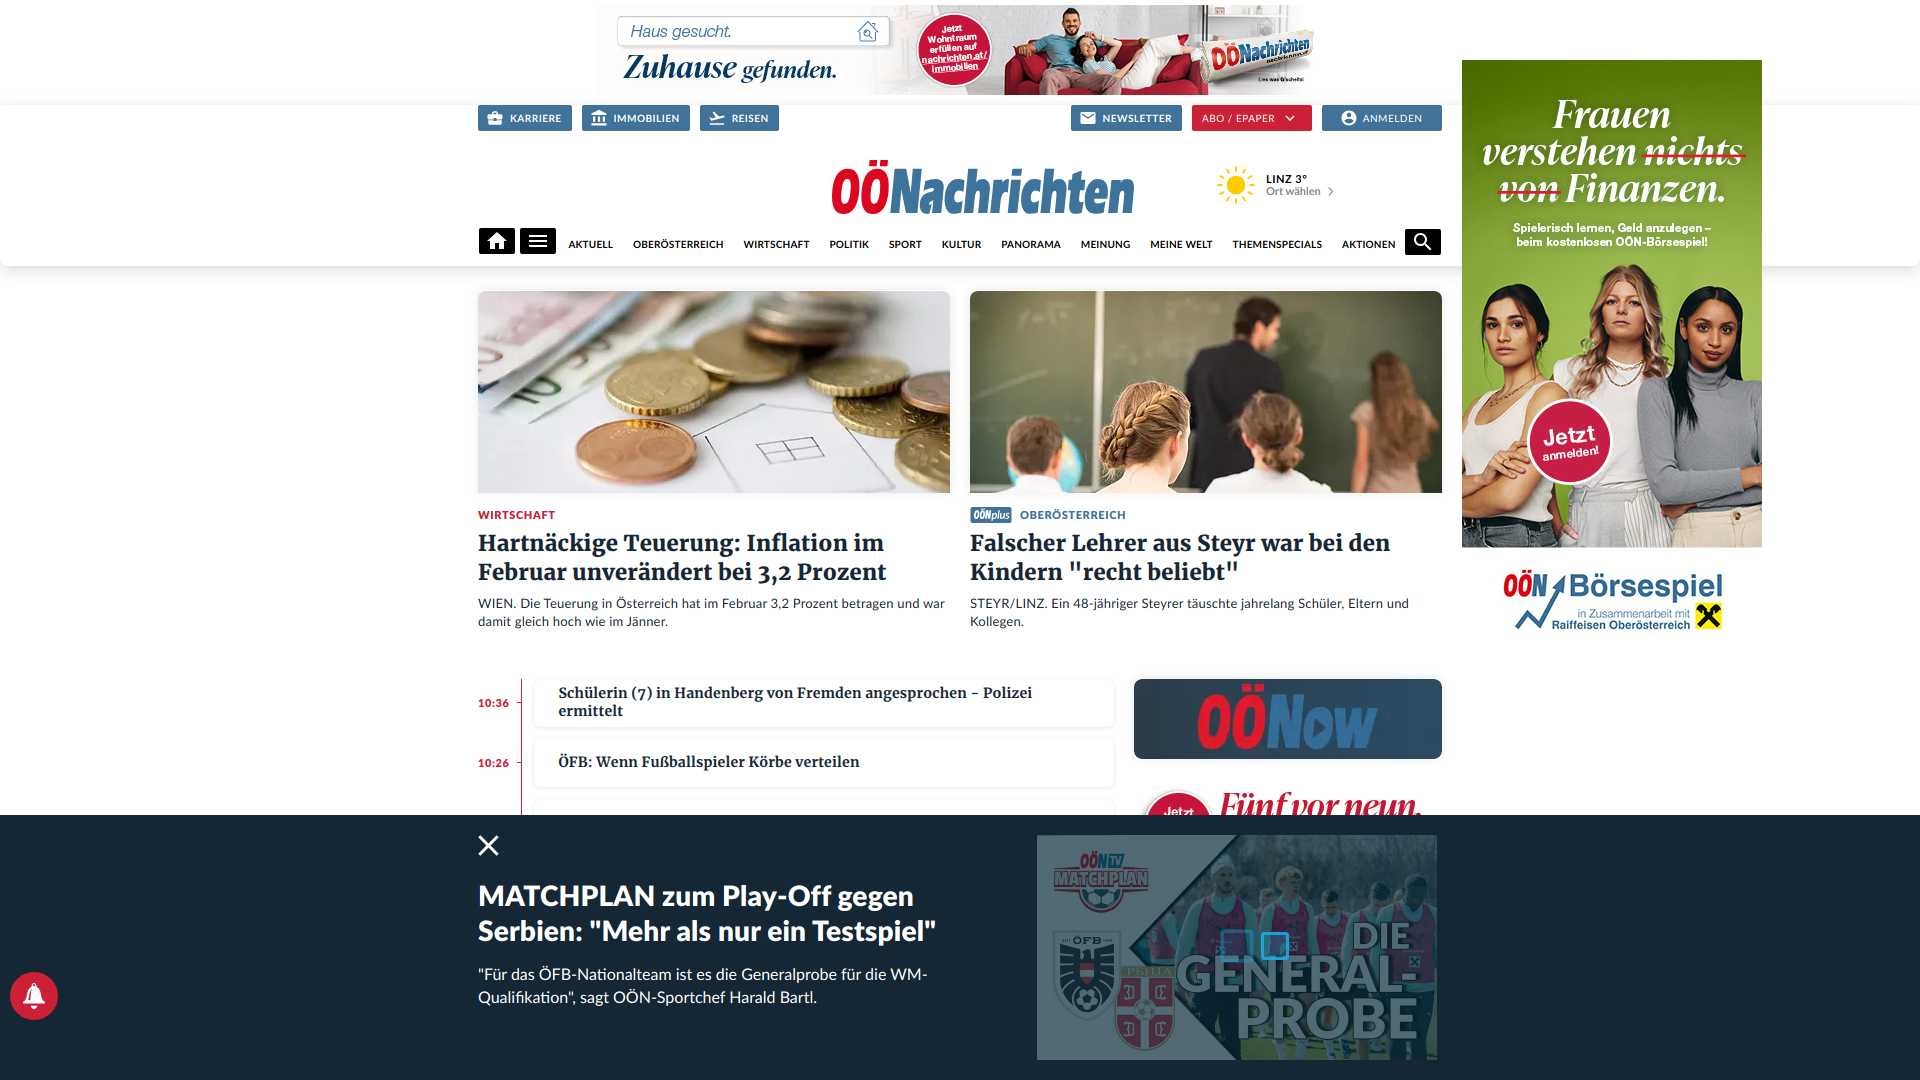 Haus gesucht.
Zuhause gefunden.
Jetzt
Wohntraum
erfüllen auf
nachrichten.at/
immobilien
OÖNachrichten
Lies was G'scheits!
KARRIERE
IMMOBILIEN
REISEN
NEWSLETTER
ABO / EPAPER
ANMELDEN
OÖNachrichten
LINZ 3°
Ort wählen
AKTUELL
OBERÖSTERREICH
WIRTSCHAFT
POLITIK
SPORT
KULTUR
PANORAMA
MEINUNG
MEINE WELT
THEMENSPECIALS
AKTIONEN
Frauen
verstehen nichts
von Finanzen.
Spielerisch lernen, Geld anzulegen –
beim kostenlosen OÖN-Börsespiel!
Jetzt
anmelden!
OÖN Börsespiel
in Zusammenarbeit mit
Raiffeisen Oberösterreich
WIRTSCHAFT
Hartnäckige Teuerung: Inflation im
Februar unverändert bei 3,2 Prozent
WIEN. Die Teuerung in Österreich hat im Februar 3,2 Prozent betragen und war
damit gleich hoch wie im Jänner.
OÖNplus OBERÖSTERREICH
Falscher Lehrer aus Steyr war bei den
Kindern "recht beliebt"
STEYR/LINZ. Ein 48-jähriger Steyrer täuschte jahrelang Schüler, Eltern und
Kollegen.
10:36
Schülerin (7) in Handenberg von Fremden angesprochen - Polizei
ermittelt
10:26
ÖFB: Wenn Fußballspieler Körbe verteilen
OÖNow
Jetzt
Fünf vor neun.
MATCHPLAN zum Play-Off gegen
Serbien: "Mehr als nur ein Testspiel"
"Für das ÖFB-Nationalteam ist es die Generalprobe für die WM-
Qualifikation", sagt OÖN-Sportchef Harald Bartl.
OÖN TV
MATCHPLAN
ÖFB
DIE
GENERAL-
PROBE